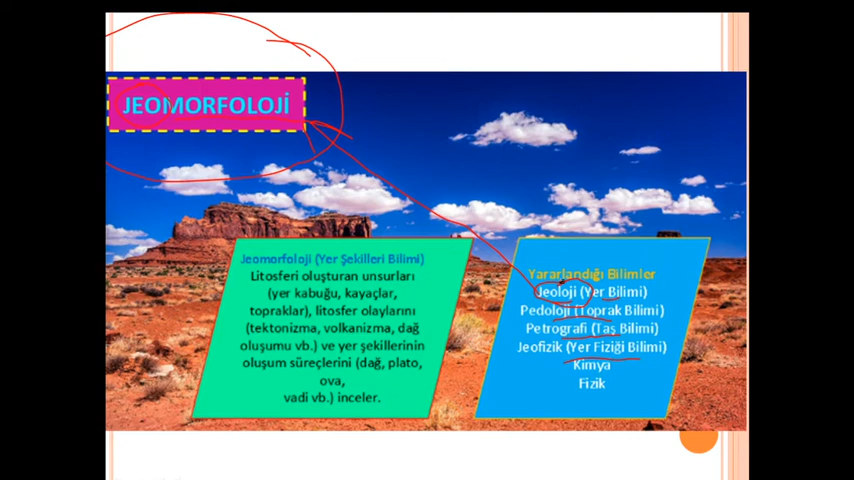 JEOMORFOLOJİ
Jeomorfoloji (Yer Şekilleri Bilimi)
Litosferi oluşturan unsurları
(yer kabuğu, kayaçlar,
topraklar), litosfer olaylarını
(tektonizma, volkanizma, dağ
oluşumu vb.) ve yer şekillerinin
oluşum süreçlerini (dağ, plato,
ova,
vadi vb.) inceler.
Yararlandığı Bilimler
Jeoloji (Yer Bilimi)
Pedoloji (Toprak Bilimi)
Petrografi (Taş Bilimi)
Jeofizik (Yer Fiziği Bilimi)
Kimya
Fizik